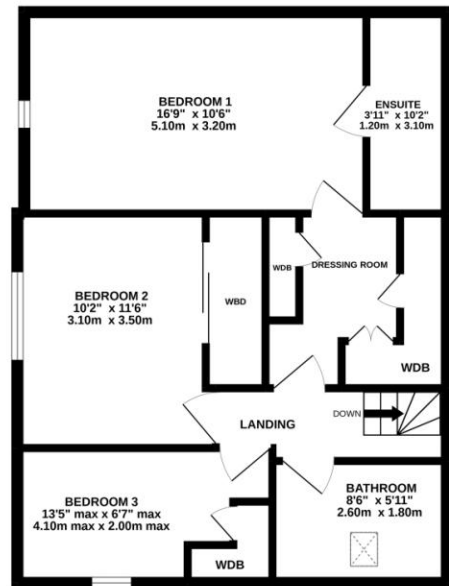 BEDROOM 1
16'9" x 10'6"
5.10m x 3.20m
ENSUITE
3'11" x 10'2"
1.20m x 3.10m
BEDROOM 2
10'2" x 11'6"
3.10m x 3.50m
WBD
WDB
DRESSING ROOM
WDB
LANDING
DOWN
BEDROOM 3
13'5" max x 6'7" max
4.10m max x 2.00m max
WDB
BATHROOM
8'6" x 5'11"
2.60m x 1.80m